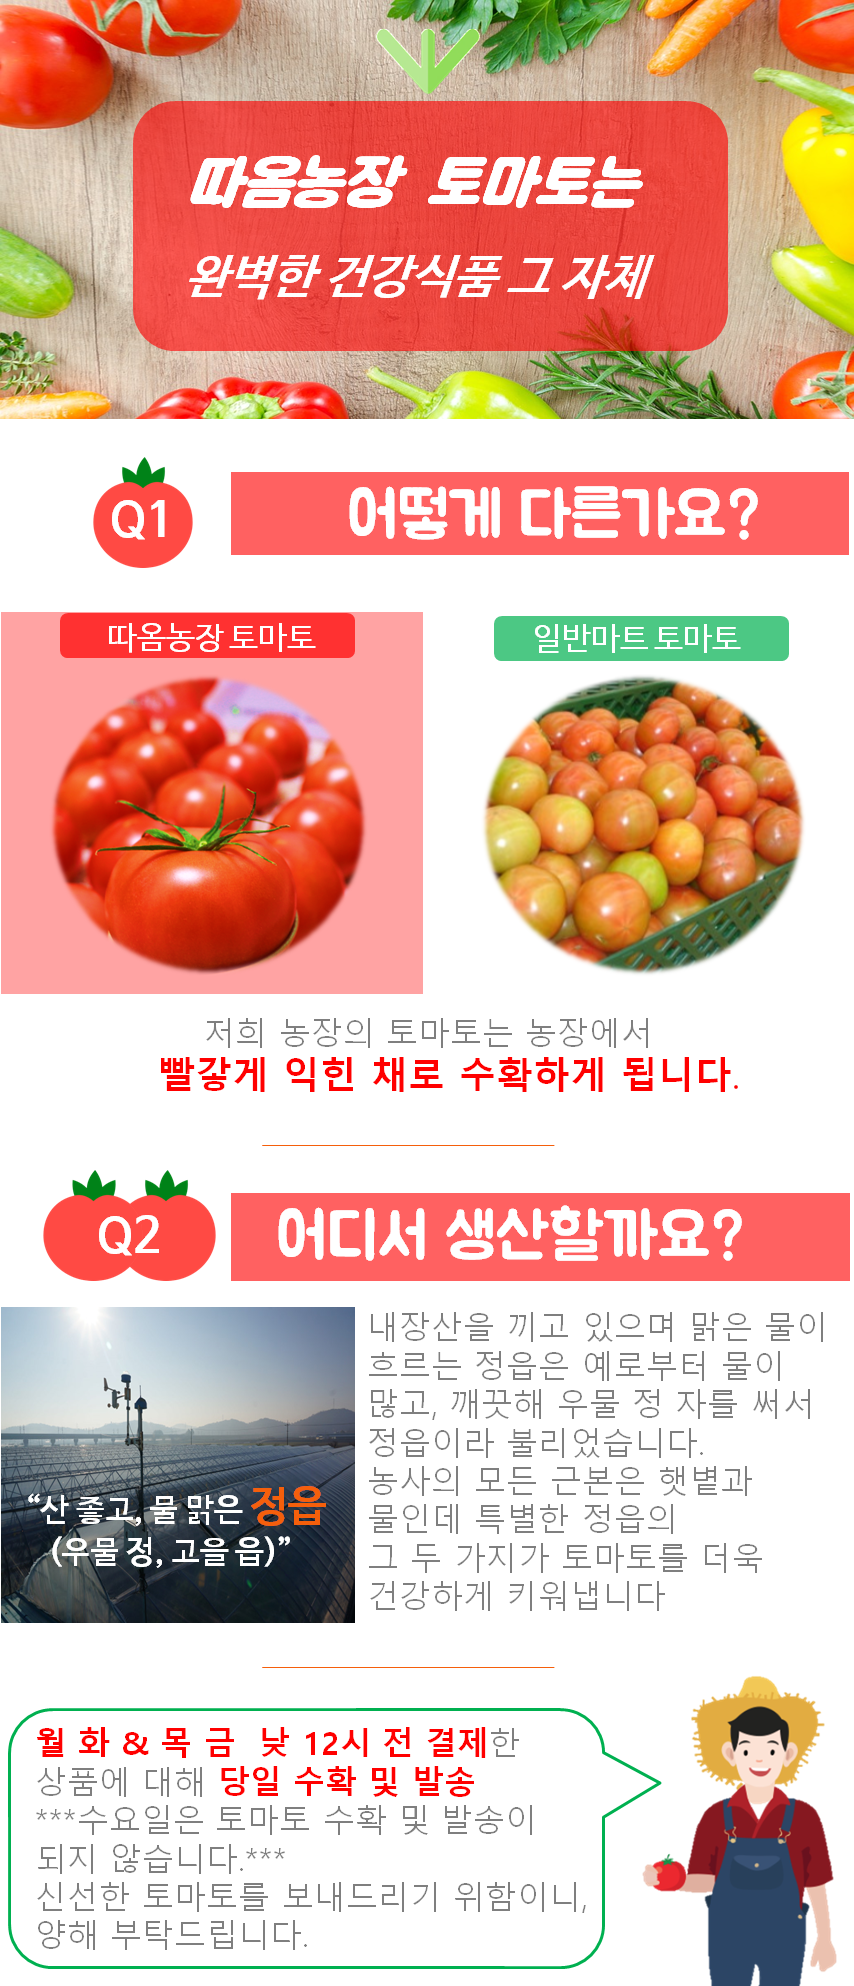 따옴농장 토마토는
완벽한 건강식품 그 자체
Q1
어떻게 다른가요?
따옴농장 토마토
일반마트 토마토
저희 농장의 토마토는 농장에서
빨갛게 익힌 채로 수확하게 됩니다.
Q2
어디서 생산할까요?
“산 좋고, 물 맑은 정읍
(우물 정, 고을 읍)”
내장산을 끼고 있으며 맑은 물이
흐르는 정읍은 예로부터 물이
많고, 깨끗해 우물 정 자를 써서
정읍이라 불리었습니다.
농사의 모든 근본은 햇볕과
물인데 특별한 정읍의
그 두 가지가 토마토를 더욱
건강하게 키워냅니다
월 화 & 목 금 낮 12시 전 결제한
상품에 대해 당일 수확 및 발송
***수요일은 토마토 수확 및 발송이
되지 않습니다.***
신선한 토마토를 보내드리기 위함이니,
양해 부탁드립니다.